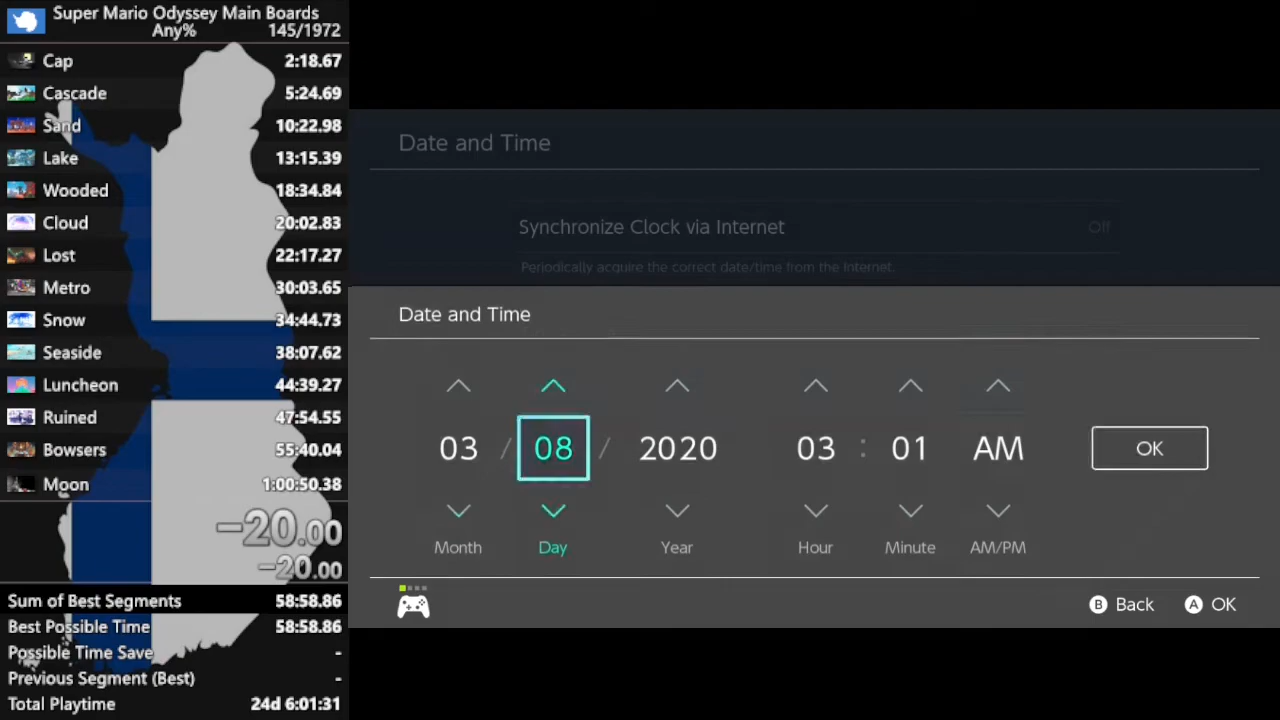 Super Mario Odyssey Main Boards
Any% 145/1972
Cap 2:18.67
Cascade 5:24.69
Sand 10:22.98
Lake 13:15.39
Wooded 18:34.84
Cloud 20:02.83
Lost 22:17.27
Metro 30:03.65
Snow 34:44.73
Seaside 38:07.62
Luncheon 44:39.27
Ruined 47:54.55
Bowsers 55:40.04
Moon 1:00:50.38
-20.00
-20.00
Sum of Best Segments 58:58.86
Best Possible Time 58:58.86
Possible Time Save -
Previous Segment (Best) -
Total Playtime 24d 6:01:31
Date and Time
Synchronize Clock via Internet Off
Periodically acquire the correct date/time from the Internet.
Date and Time
03 / 08 / 2020 03 : 01 AM OK
Month Day Year Hour Minute AM/PM
B Back A OK